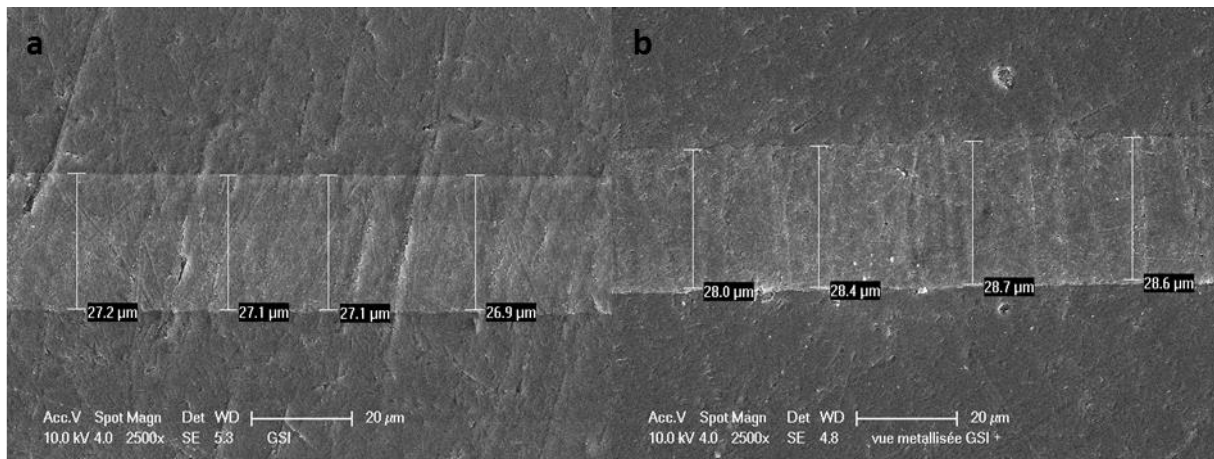 a
27.2 µm
27.1 µm
27.1 µm
26.9 µm
Acc.V Spot Magn Det WD 20 µm
10.0 kV 4.0 2500x SE 5.3 GSI
b
28.0 µm
28.4 µm
28.7 µm
28.6 µm
Acc.V Spot Magn Det WD 20 µm
10.0 kV 4.0 2500x SE 4.8 vue metallisée GSI +